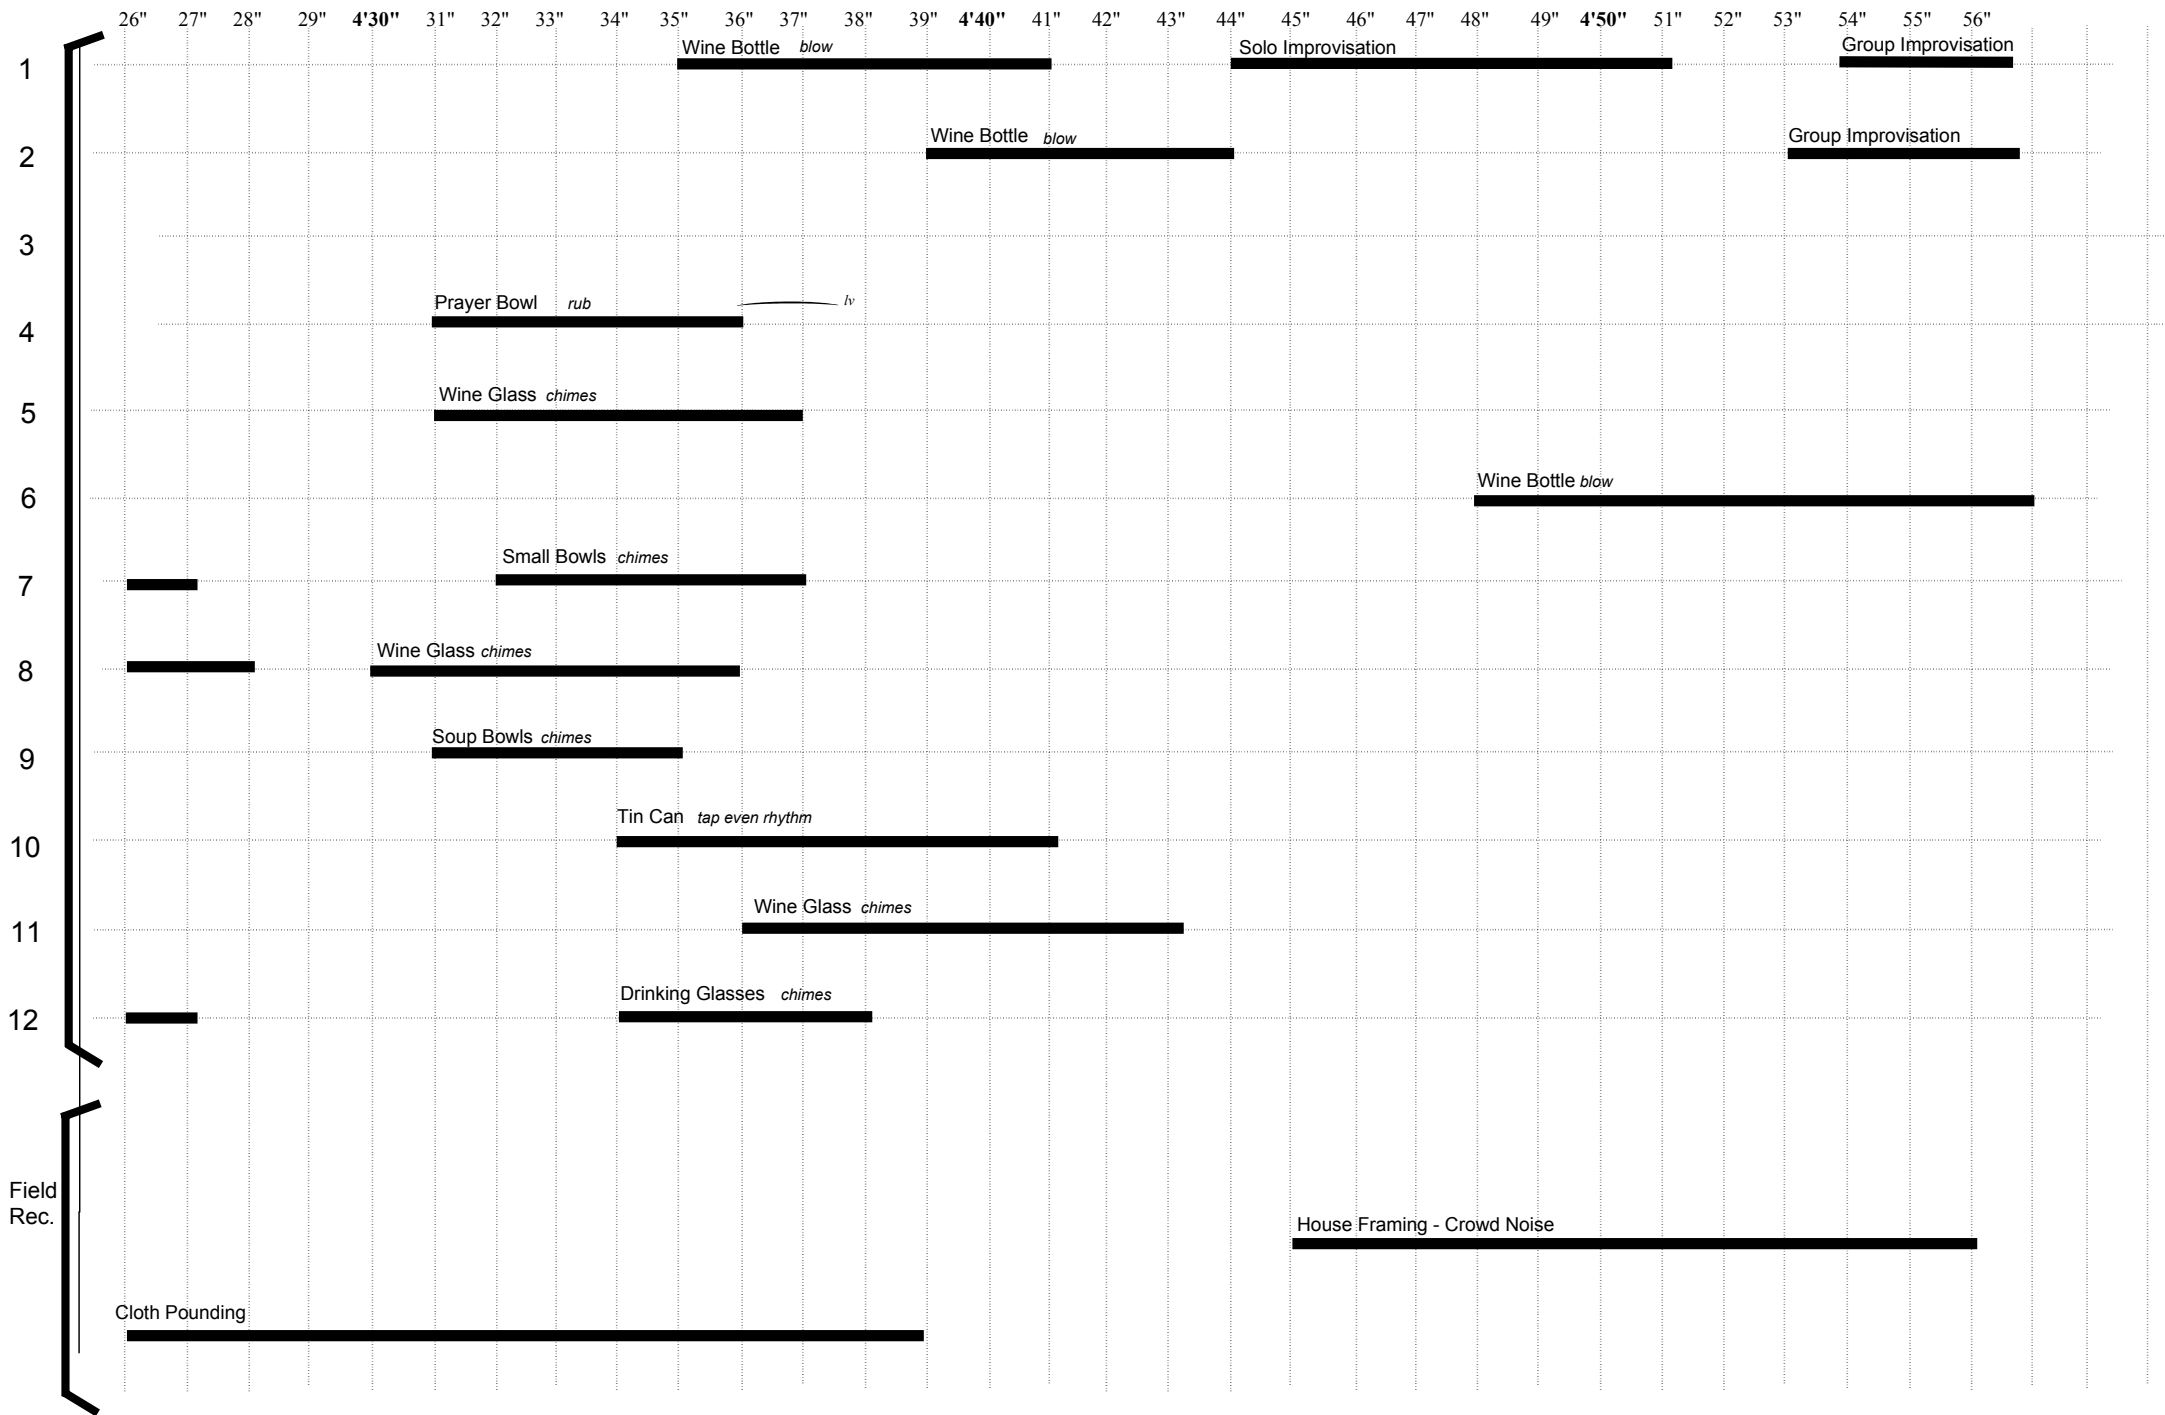 26" 27" 28" 29" 4'30" 31" 32" 33" 34" 35" 36" 37" 38" 39" 4'40" 41" 42" 43" 44" 45" 46" 47" 48" 49" 4'50" 51" 52" 53" 54" 55" 56"
1 Wine Bottle blow Solo Improvisation Group Improvisation
2 Wine Bottle blow Group Improvisation
3
4 Prayer Bowl rub lv
5 Wine Glass chimes
6 Wine Bottle blow
7 Small Bowls chimes
8 Wine Glass chimes
9 Soup Bowls chimes
10 Tin Can tap even rhythm
11 Wine Glass chimes
12 Drinking Glasses chimes
Field
Rec.
House Framing - Crowd Noise
Cloth Pounding